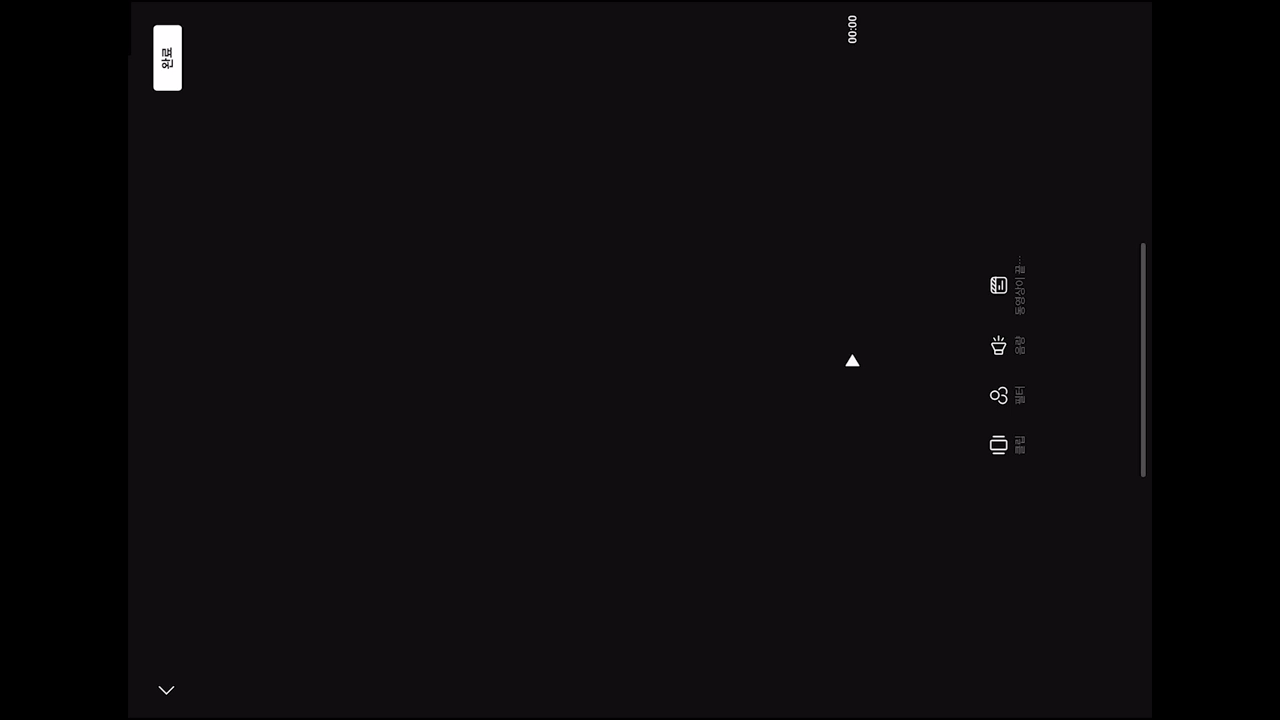 완료
00:00
클립
필터
음량
동영상이 끝...